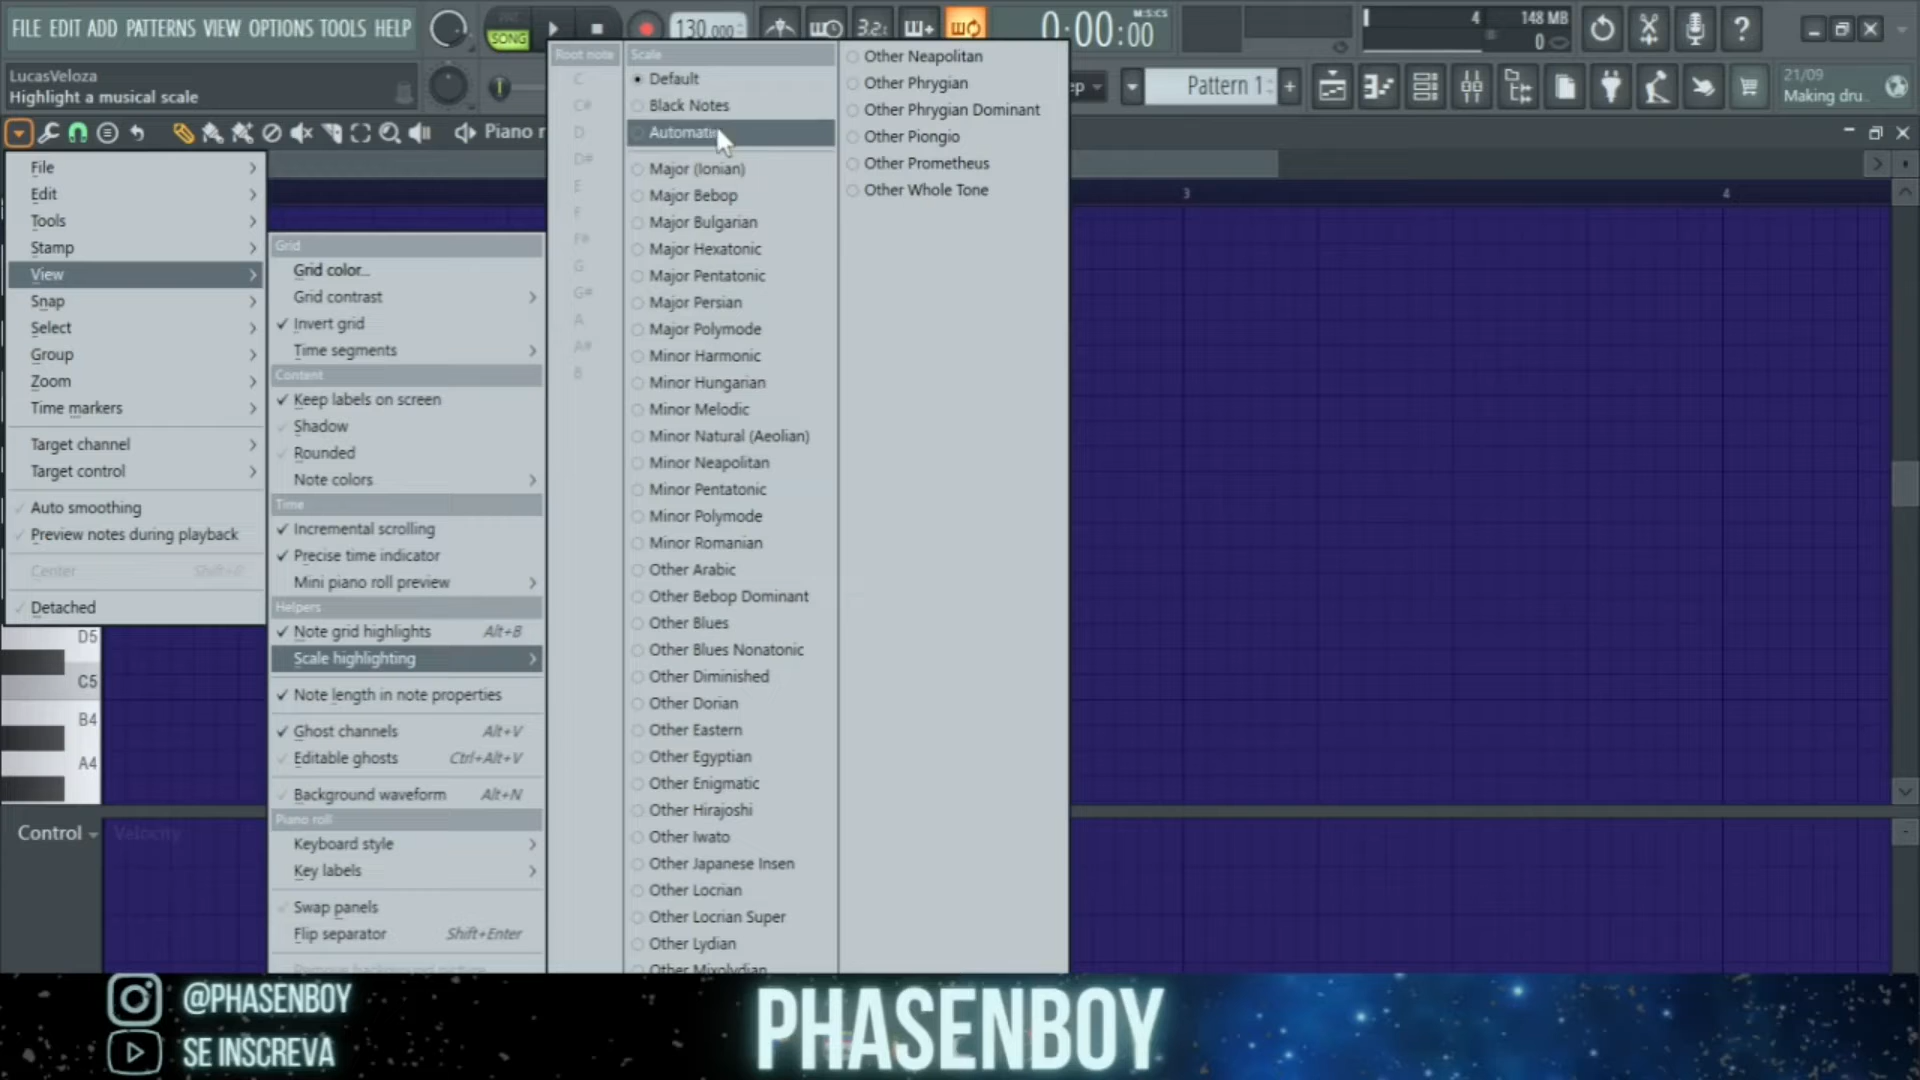 FILE EDIT ADD PATTERNS VIEW OPTIONS TOOLS HELP
SONG
130.000
3.2:
0:00:00
M:S:CS
4
148 MB
0
LucasVeloza
Highlight a musical scale
Pattern 1
21/09
Making dru..
Piano r
3
4
File
Edit
Tools
Stamp
View
Snap
Select
Group
Zoom
Time markers
Target channel
Target control
Auto smoothing
Preview notes during playback
Center
Detached
D5
C5
B4
A4
Control
Velocity
Grid
Grid color...
Grid contrast
Invert grid
Time segments
Content
Keep labels on screen
Shadow
Rounded
Note colors
Time
Incremental scrolling
Precise time indicator
Mini piano roll preview
Helpers
Note grid highlights Alt+B
Scale highlighting
Note length in note properties
Ghost channels Alt+V
Editable ghosts Ctrl+Alt+V
Background waveform Alt+N
Piano roll
Keyboard style
Key labels
Swap panels
Flip separator Shift+Enter
Remove background picture
Root note
C
C#
D
D#
E
F
F#
G
G#
A
A#
B
Scale
Default
Black Notes
Automatic
Major (Ionian)
Major Bebop
Major Bulgarian
Major Hexatonic
Major Pentatonic
Major Persian
Major Polymode
Minor Harmonic
Minor Hungarian
Minor Melodic
Minor Natural (Aeolian)
Minor Neapolitan
Minor Pentatonic
Minor Polymode
Minor Romanian
Other Arabic
Other Bebop Dominant
Other Blues
Other Blues Nonatonic
Other Diminished
Other Dorian
Other Eastern
Other Egyptian
Other Enigmatic
Other Hirajoshi
Other Iwato
Other Japanese Insen
Other Locrian
Other Locrian Super
Other Lydian
Other Mixolydian
Other Neapolitan
Other Phrygian
Other Phrygian Dominant
Other Piongio
Other Prometheus
Other Whole Tone
@PHASENBOY
SE INSCREVA
PHASENBOY